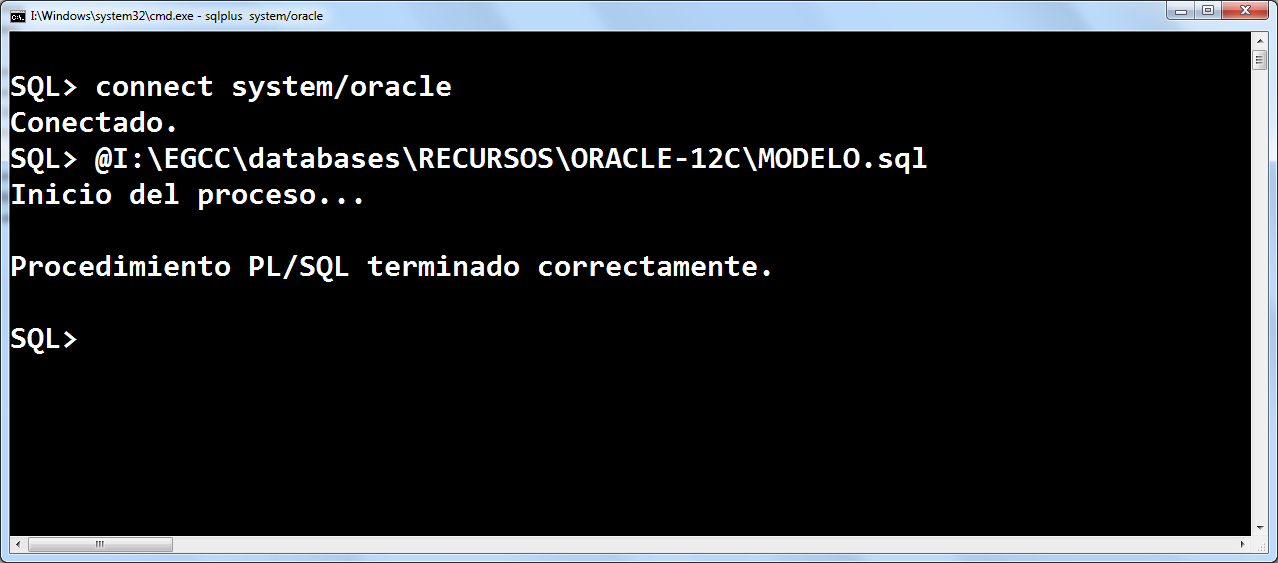 I:\Windows\system32\cmd.exe - sqlplus  system/oracle
SQL> connect system/oracle
Conectado.
SQL> @I:\EGCC\databases\RECURSOS\ORACLE-12C\MODELO.sql
Inicio del proceso...
Procedimiento PL/SQL terminado correctamente.
SQL>